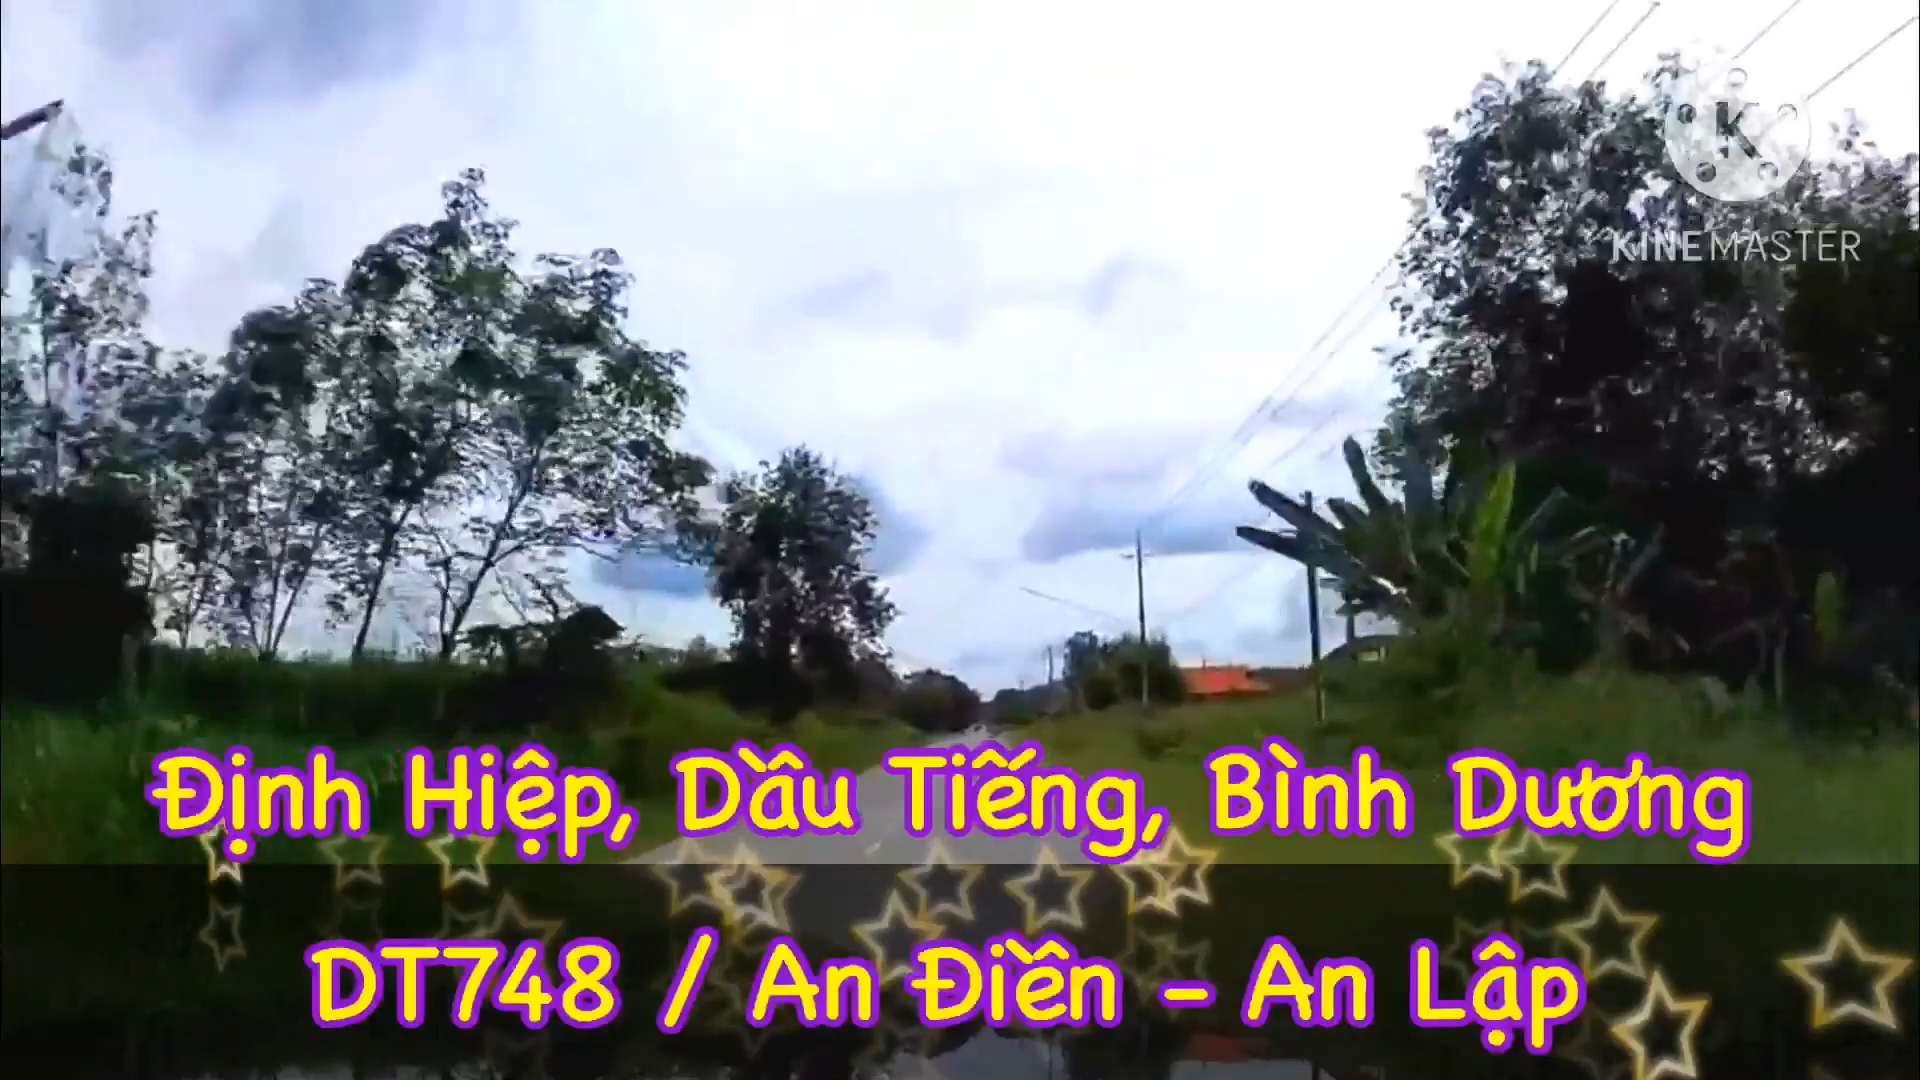 K
KINEMASTER
Định Hiệp, Dầu Tiếng, Bình Dương
DT748 / An Điền - An Lập